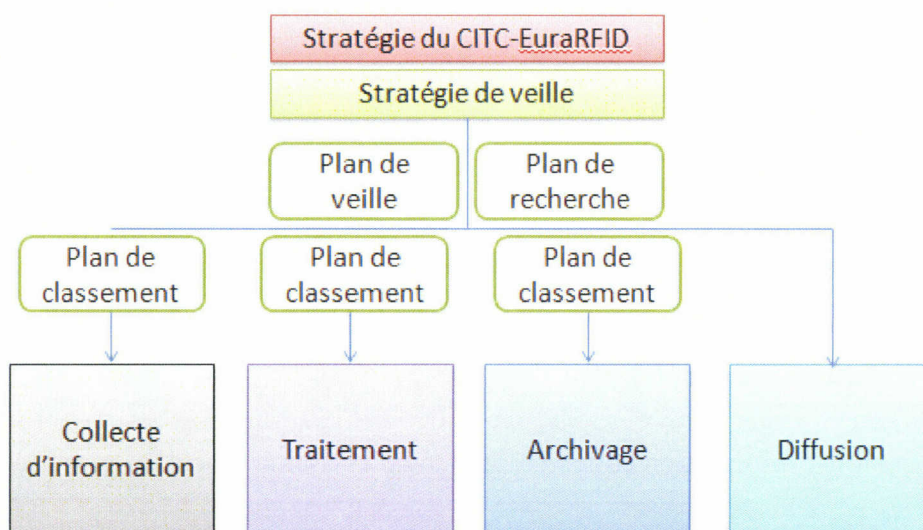 Stratégie du CITC-EuraRFID
Stratégie de veille
Plan de
veille
Plan de
recherche
Plan de
classement
Plan de
classement
Plan de
classement
Collecte
d'information
Traitement
Archivage
Diffusion